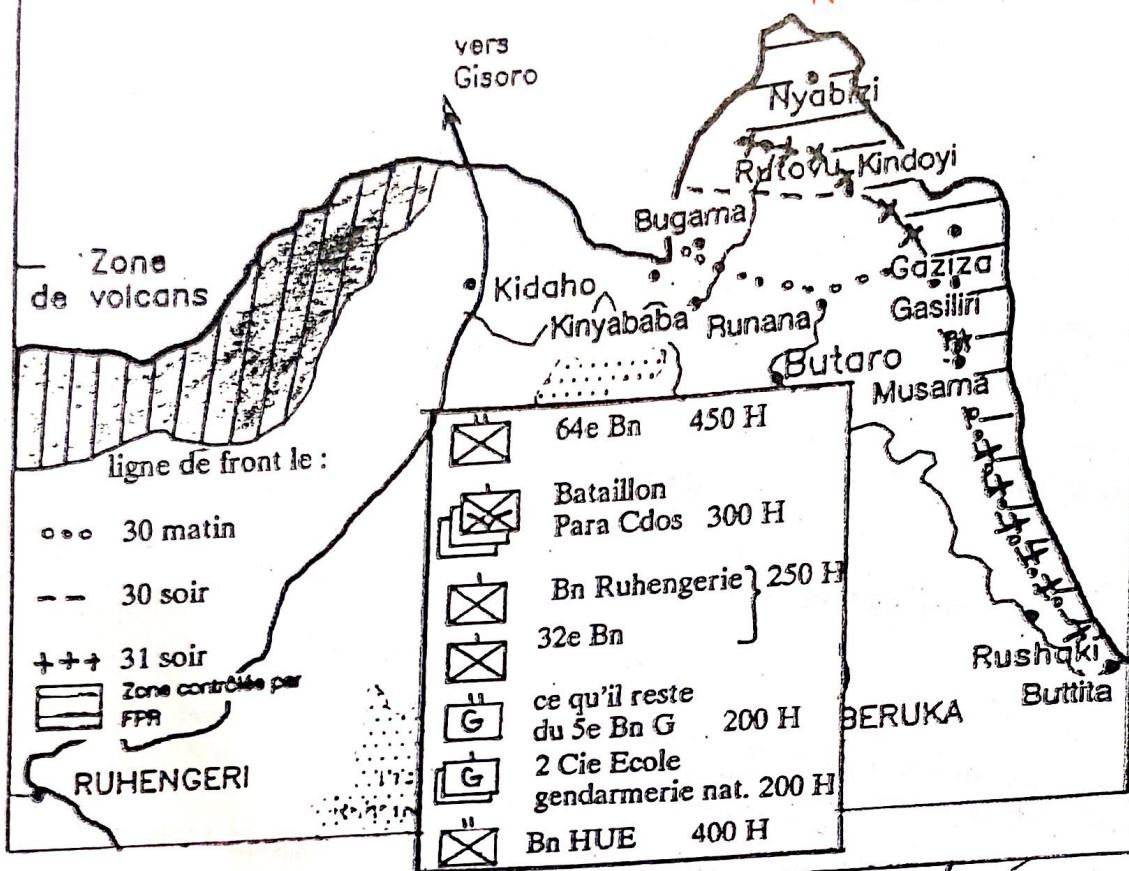 vers
Gisoro
Nyabizi
Rutovu Kindoyi
Bugama
Zone
de volcans
Kidaho
Kinyababa
Runana
Gaziza
Gasiliri
Butaro
Musama
ligne de front le :
30 matin
30 soir
+++ 31 soir
Zone contrôlée par
FPR
RUHENGERI
64e Bn 450 H
Bataillon
Para Cdos 300 H
Bn Ruhengerie } 250 H
32e Bn
G ce qu'il reste
du 5e Bn G 200 H
G 2 Cie Ecole
gendarmerie nat. 200 H
Bn HUE 400 H
BERUKA
Rushaki
Buttita